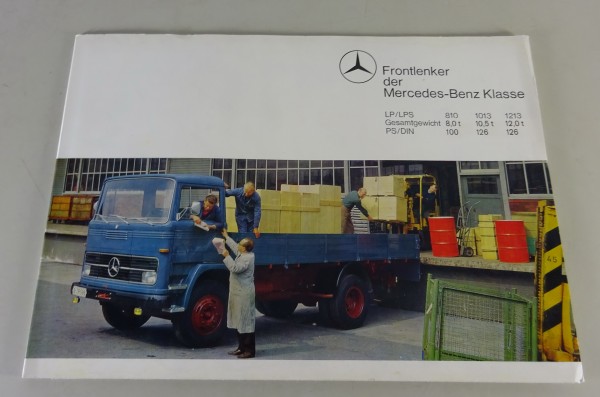 Frontlenker
der
Mercedes-Benz Klasse
LP/LPS 810 1013 1213
Gesamtgewicht 8,0 t 10,5 t 12,0 t
PS/DIN 100 126 126
45